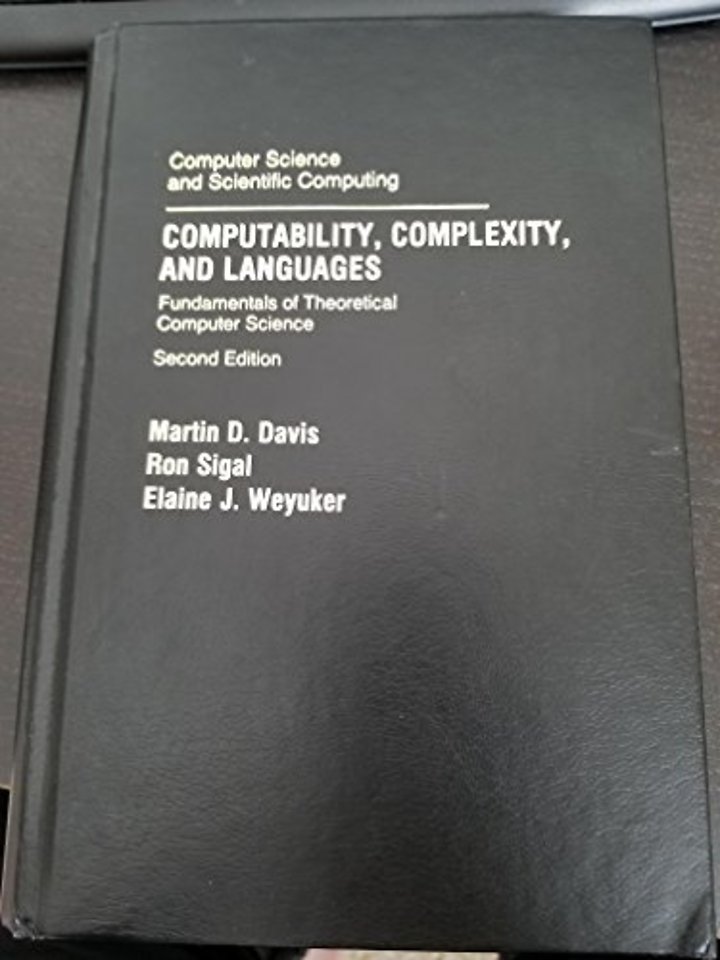 Computer Science
and Scientific Computing
COMPUTABILITY, COMPLEXITY,
AND LANGUAGES
Fundamentals of Theoretical
Computer Science
Second Edition
Martin D. Davis
Ron Sigal
Elaine J. Weyuker